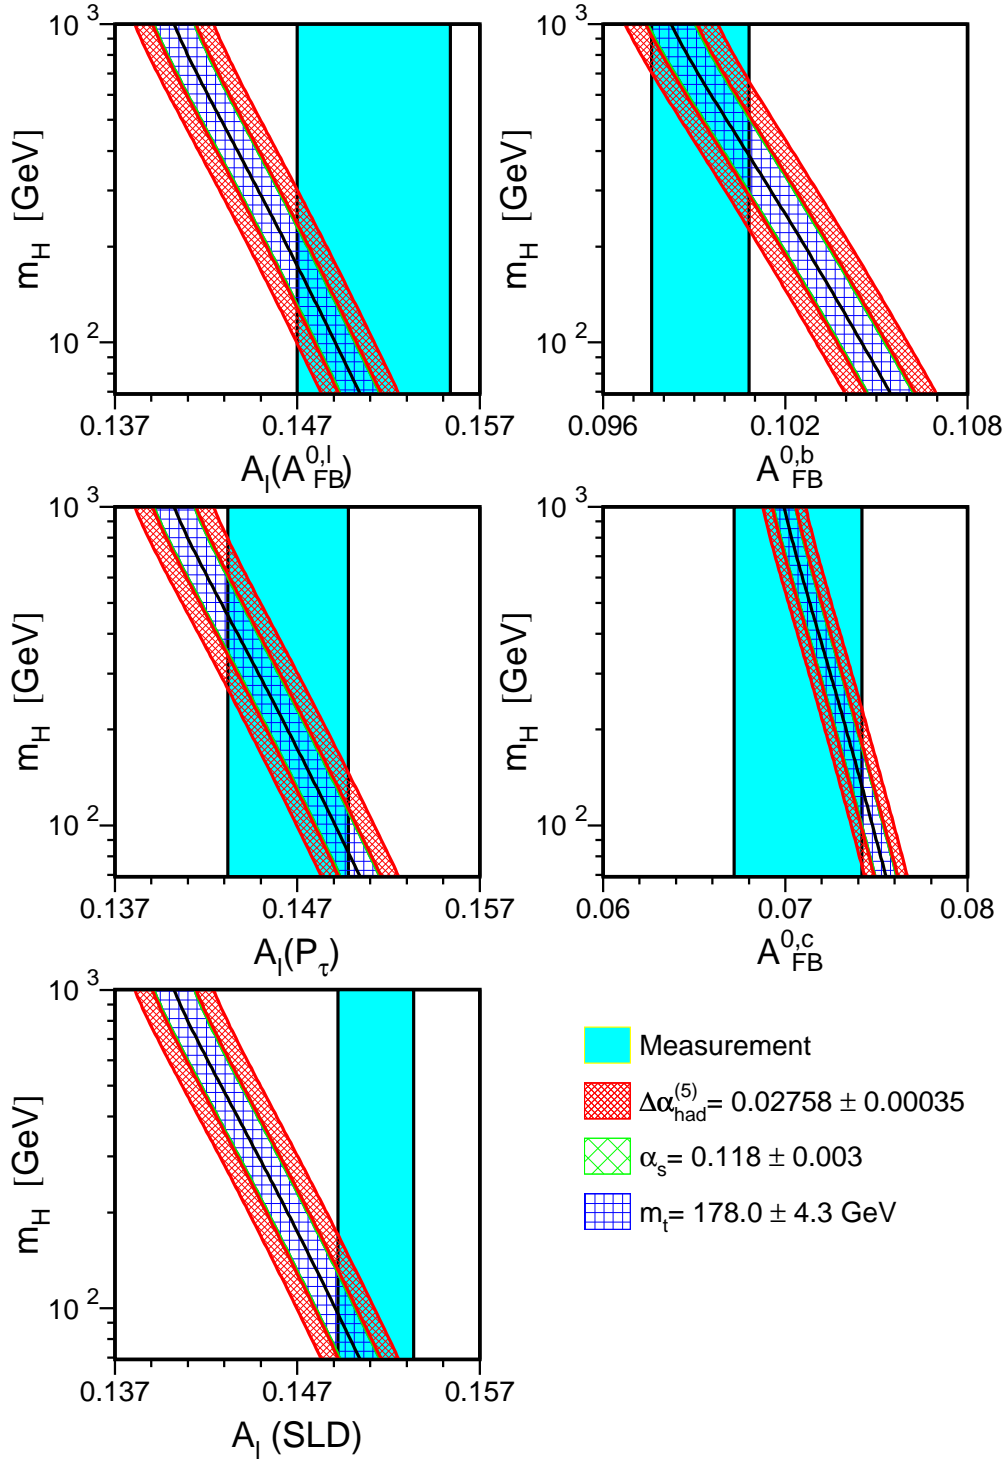 10³
10²
m_H [GeV]
0.137 0.147 0.157
A_l(A_FB^0,l)
10³
10²
m_H [GeV]
0.096 0.102 0.108
A_FB^0,b
10³
10²
m_H [GeV]
0.137 0.147 0.157
A_l(P_τ)
10³
10²
m_H [GeV]
0.06 0.07 0.08
A_FB^0,c
10³
10²
m_H [GeV]
0.137 0.147 0.157
A_l (SLD)
Measurement
Δα_had^(5)= 0.02758 ± 0.00035
α_s= 0.118 ± 0.003
m_t= 178.0 ± 4.3 GeV